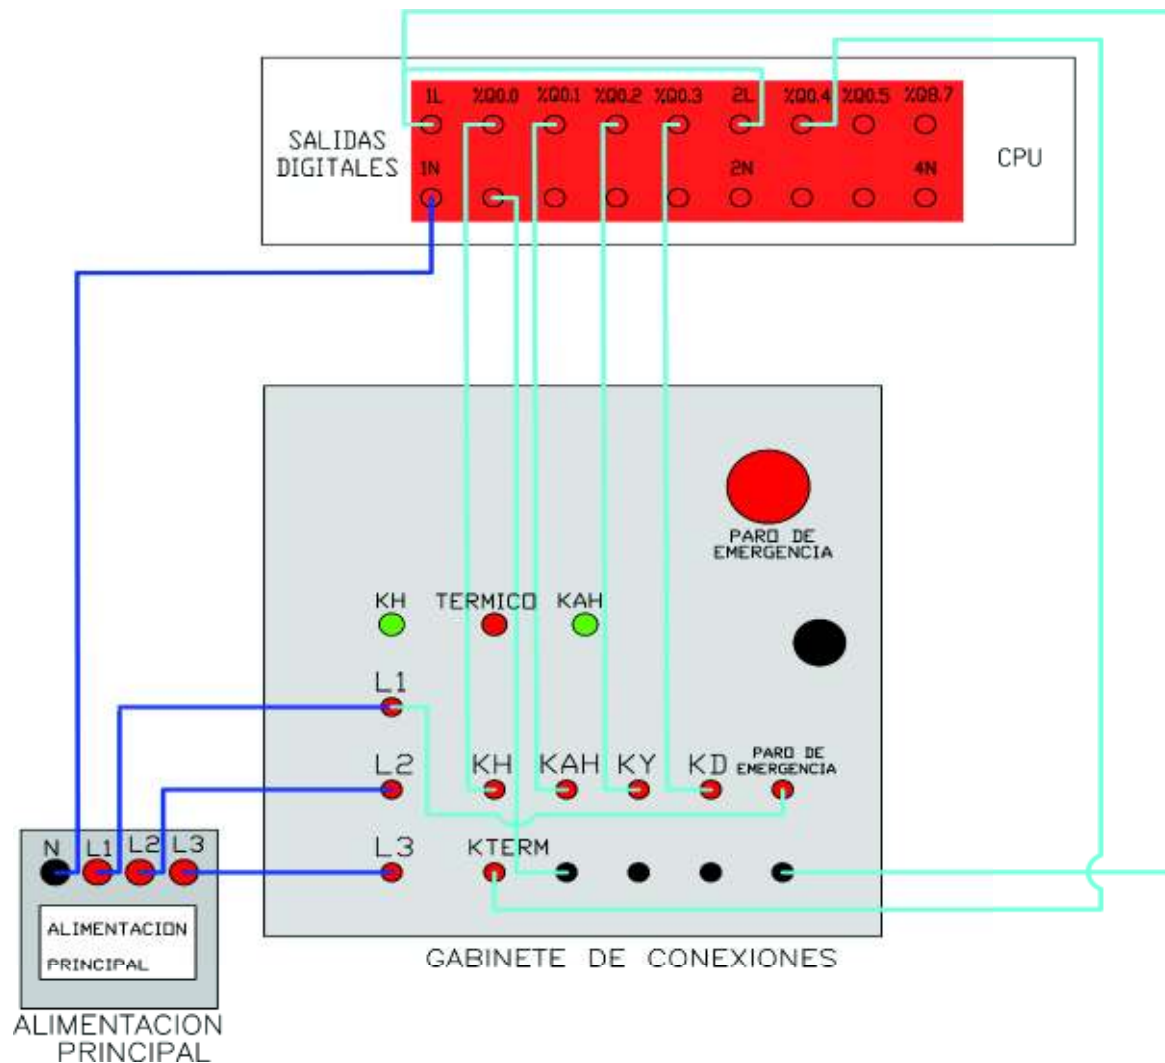 1L %Q0.0 %Q0.1 %Q0.2 %Q0.3 2L %Q0.4 %Q0.5 %Q8.7
SALIDAS
DIGITALES
CPU
1N 2N 4N
PARO DE
EMERGENCIA
KH TERMICO KAH
L1
L2 KH KAH KY KD
PARO DE
EMERGENCIA
L3 KTERM
N L1 L2 L3
ALIMENTACION
PRINCIPAL
GABINETE DE CONEXIONES
ALIMENTACION
PRINCIPAL